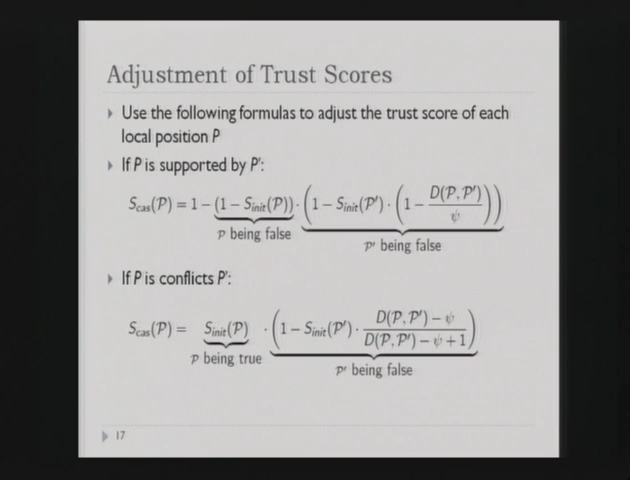 Adjustment of Trust Scores
Use the following formulas to adjust the trust score of each
local position P
If P is supported by P':
S_cas(P) = 1 − (1 − S_init(P)) · (1 − S_init(P') · (1 − D(P, P')/ψ))
P being false
P' being false
If P is conflicts P':
S_cas(P) = S_init(P) · (1 − S_init(P') · (D(P, P') − ψ)/(D(P, P') − ψ + 1))
P being true
P' being false
17